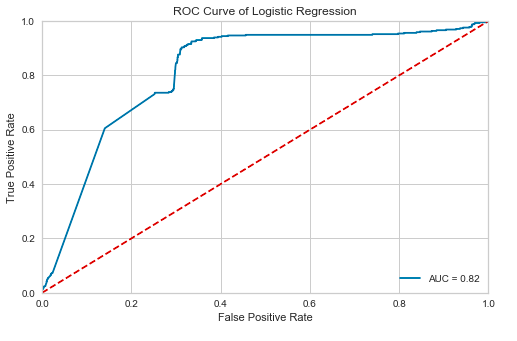 ROC Curve of Logistic Regression
1.0
0.8
0.6
0.4
0.2
0.0
True Positive Rate
AUC = 0.82
0.0 0.2 0.4 0.6 0.8 1.0
False Positive Rate